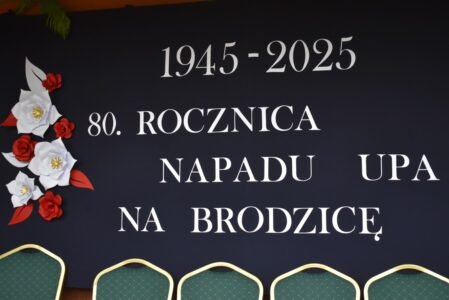 1945-2025
80. ROCZNICA
NAPADU UPA
NA BRODZICĘ